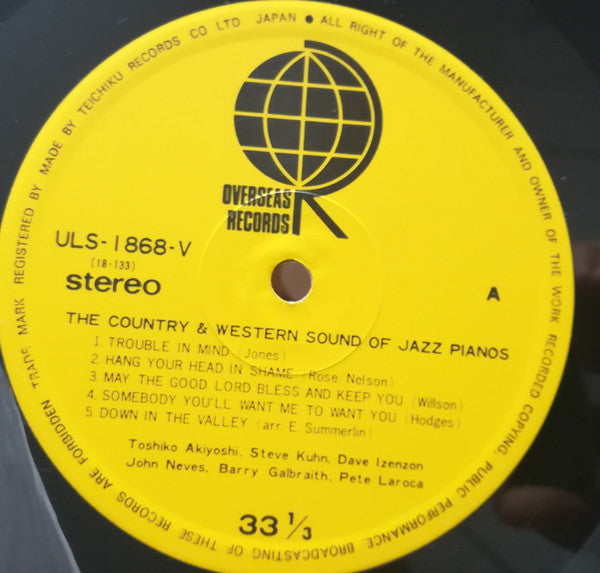 TRADE MARK REGISTERED BY MADE BY TEICHIKU RECORDS CO LTD JAPAN ● ALL RIGHT OF THE MANUFACTURER AND OWNER OF THE WORK RECORDED COPYING, PUBLIC PERFORMANCE, BROADCASTING OF THESE RECORDS ARE FORBIDDEN
OVERSEAS
RECORDS
ULS-1868-V
(18-133)
stereo
A
THE COUNTRY & WESTERN SOUND OF JAZZ PIANOS
1. TROUBLE IN MIND (Jones)
2. HANG YOUR HEAD IN SHAME (Rose, Nelson)
3. MAY THE GOOD LORD BLESS AND KEEP YOU (Willson)
4. SOMEBODY YOU'LL WANT ME TO WANT YOU (Hodges)
5. DOWN IN THE VALLEY (arr. E. Summerlin)
Toshiko Akiyoshi, Steve Kuhn, Dave Izenzon
John Neves, Barry Galbraith, Pete Laroca
33 1/3